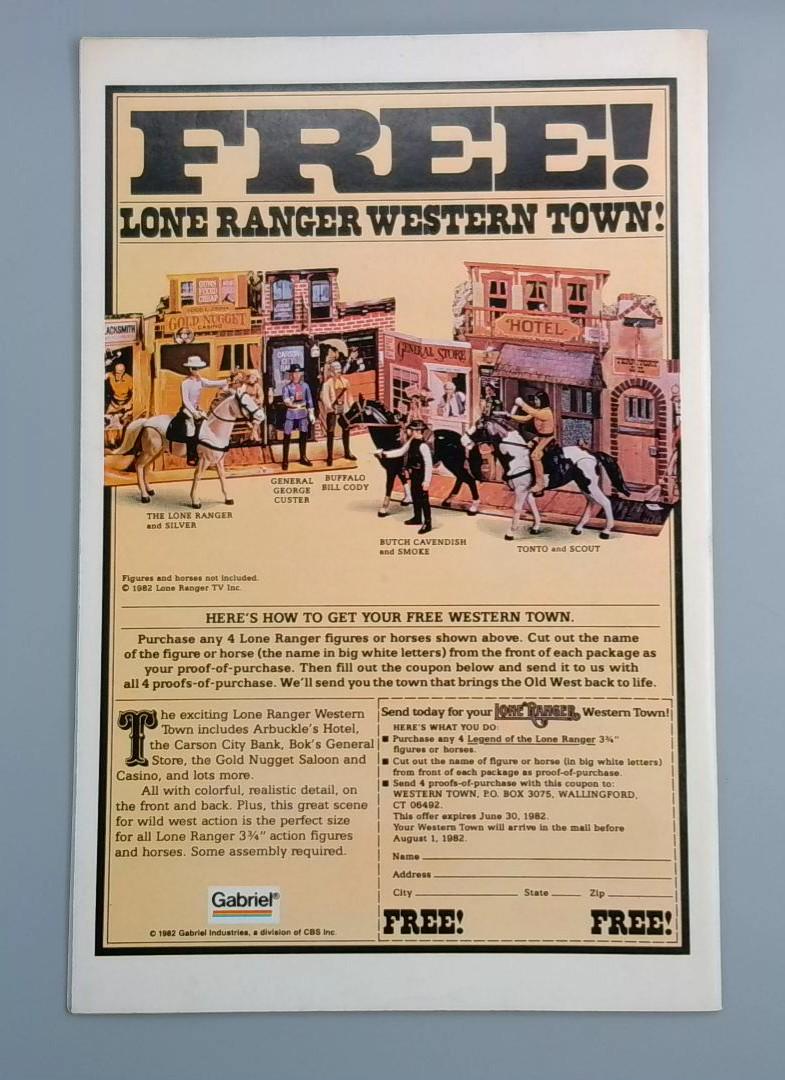 FREE!
LONE RANGER WESTERN TOWN!
GUNS
FOOD
CHEAP
GOLD NUGGET
CASINO
ACKSMITH
CARSON
CITY
GENERAL STORE
"HOTEL"
GENERAL
GEORGE
CUSTER
BUFFALO
BILL CODY
THE LONE RANGER
and SILVER
BUTCH CAVENDISH
and SMOKE
TONTO and SCOUT
Figures and horses not included.
© 1982 Lone Ranger TV Inc.
HERE'S HOW TO GET YOUR FREE WESTERN TOWN.
Purchase any 4 Lone Ranger figures or horses shown above. Cut out the name
of the figure or horse (the name in big white letters) from the front of each package as
your proof-of-purchase. Then fill out the coupon below and send it to us with
all 4 proofs-of-purchase. We'll send you the town that brings the Old West back to life.
The exciting Lone Ranger Western
Town includes Arbuckle's Hotel,
the Carson City Bank, Bok's General
Store, the Gold Nugget Saloon and
Casino, and lots more.
All with colorful, realistic detail, on
the front and back. Plus, this great scene
for wild west action is the perfect size
for all Lone Ranger 3¾" action figures
and horses. Some assembly required.
Gabriel®
© 1982 Gabriel Industries, a division of CBS Inc.
Send today for your LONE RANGER Western Town!
HERE'S WHAT YOU DO:
■ Purchase any 4 Legend of the Lone Ranger 3¾"
figures or horses.
■ Cut out the name of figure or horse (in big white letters)
from front of each package as proof-of-purchase.
■ Send 4 proofs-of-purchase with this coupon to:
WESTERN TOWN, P.O. BOX 3075, WALLINGFORD,
CT 06492.
This offer expires June 30, 1982.
Your Western Town will arrive in the mail before
August 1, 1982.
Name
Address
City State Zip
FREE! FREE!